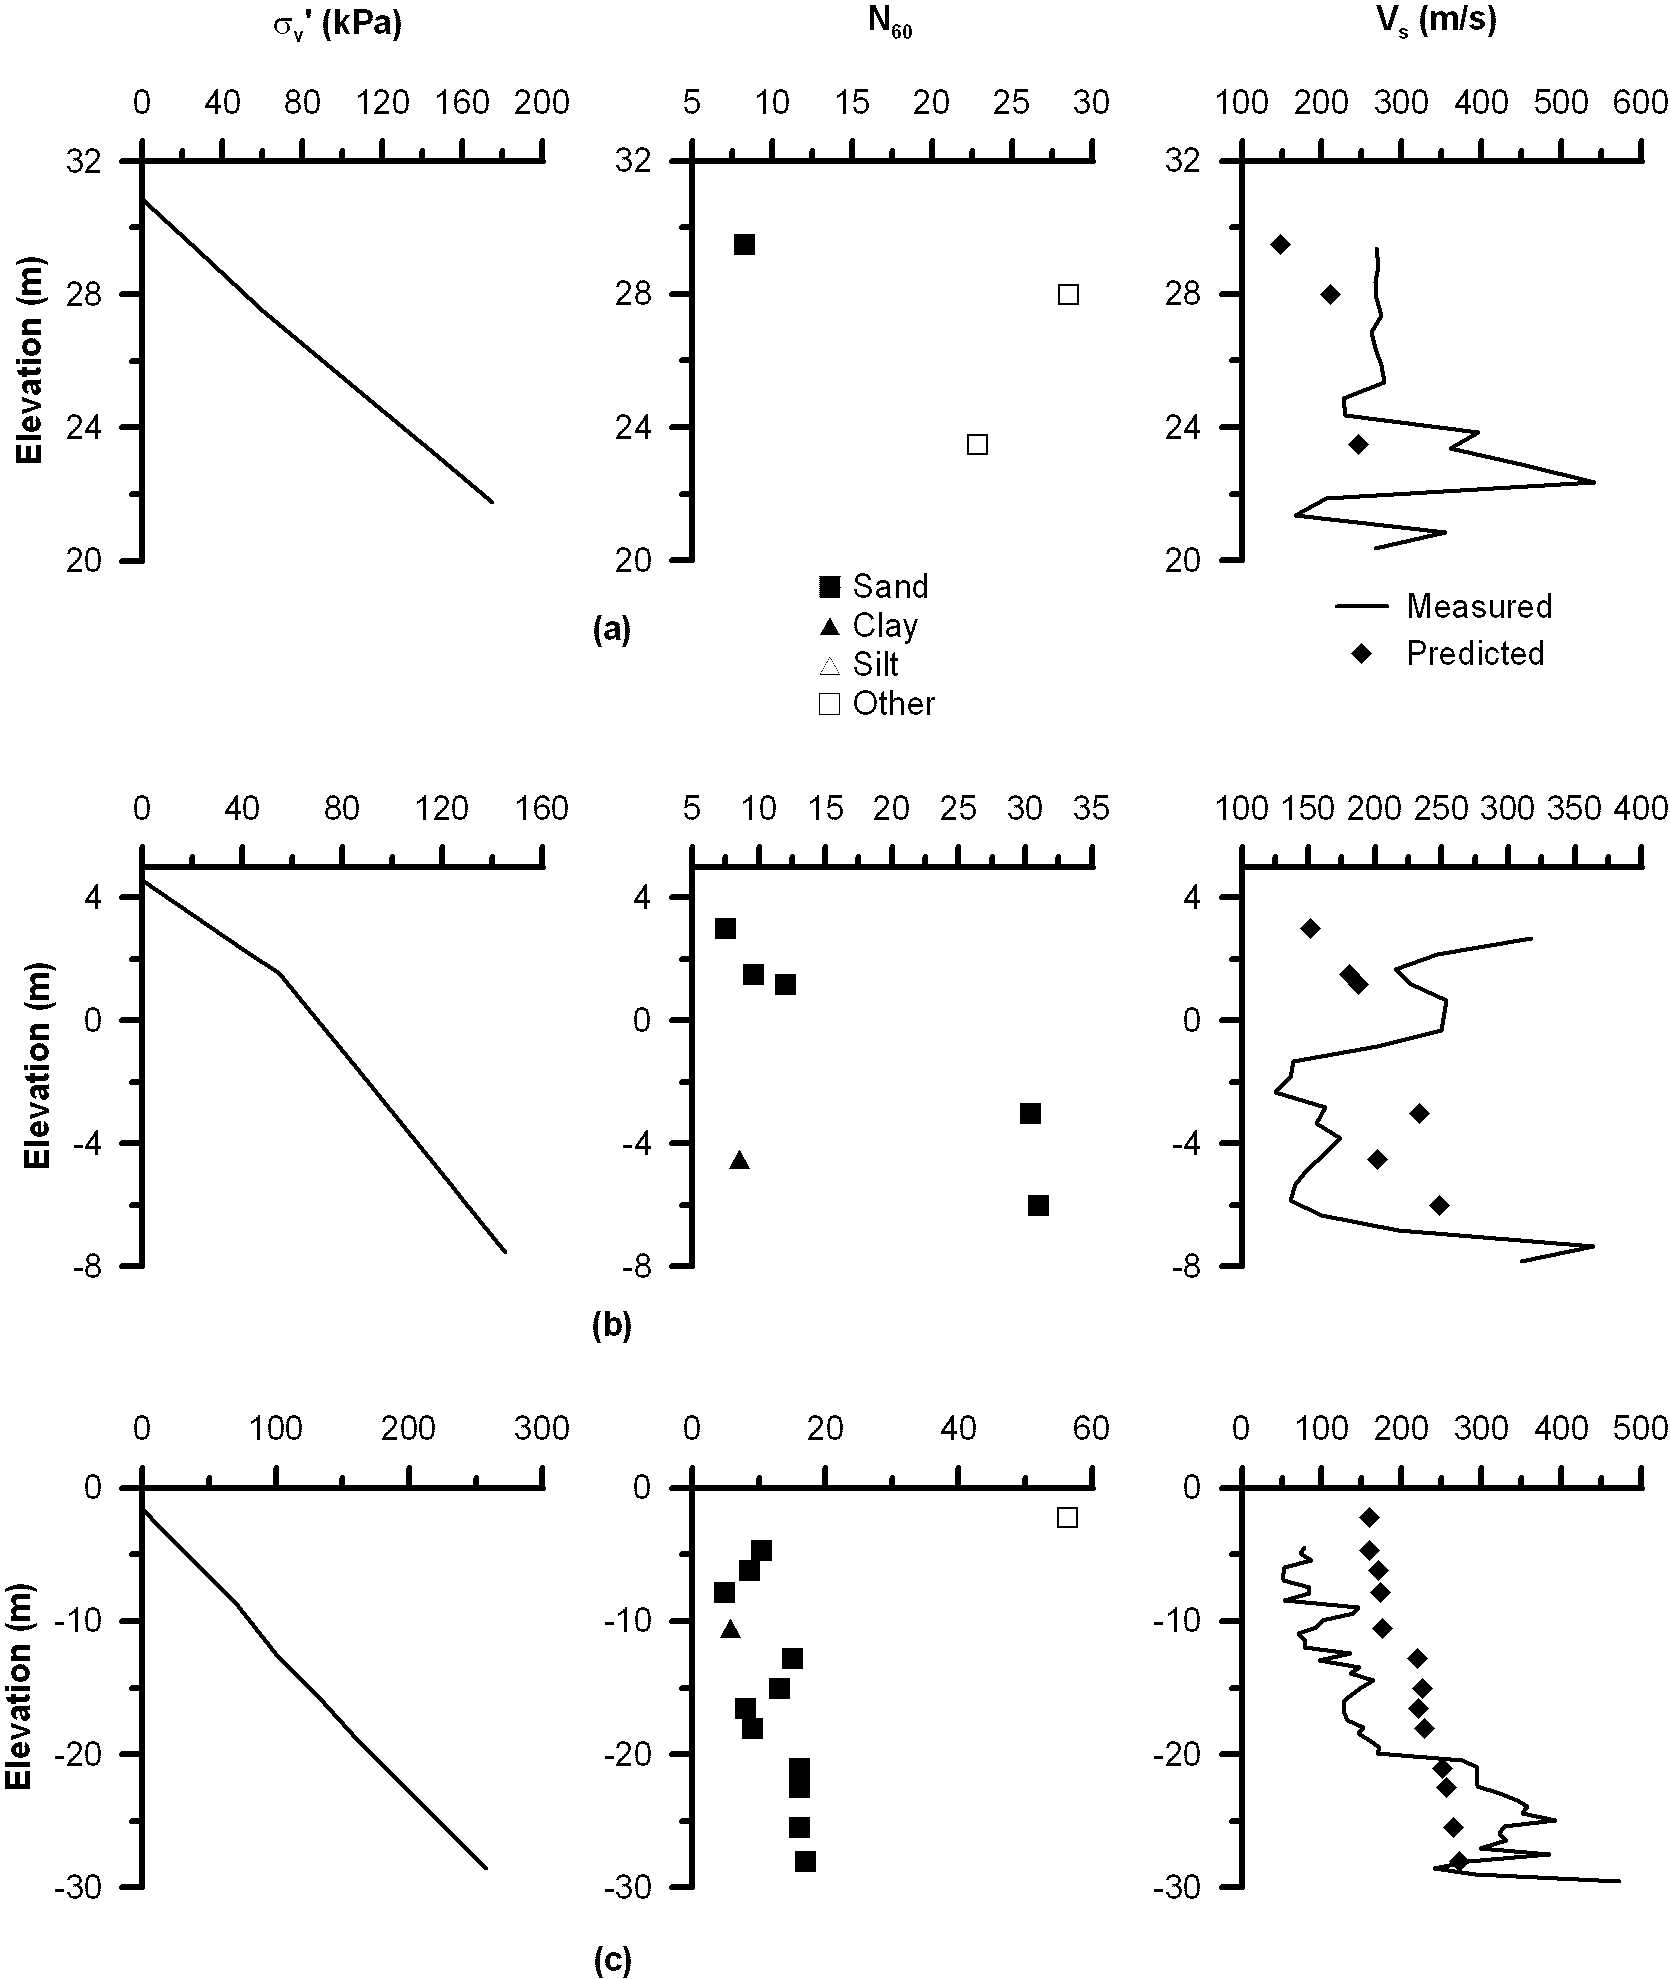 σv' (kPa) N60 Vs (m/s)
0 40 80 120 160 200 5 10 15 20 25 30 100 200 300 400 500 600
32 32 32
28 28 28
24 24 24
20 20 20
Elevation (m)
Sand
Clay
Silt
Other
Measured
Predicted
(a)
0 40 80 120 160 5 10 15 20 25 30 35 100 150 200 250 300 350 400
4 4 4
0 0 0
-4 -4 -4
-8 -8 -8
Elevation (m)
(b)
0 100 200 300 0 20 40 60 0 100 200 300 400 500
0 0 0
-10 -10 -10
-20 -20 -20
-30 -30 -30
Elevation (m)
(c)